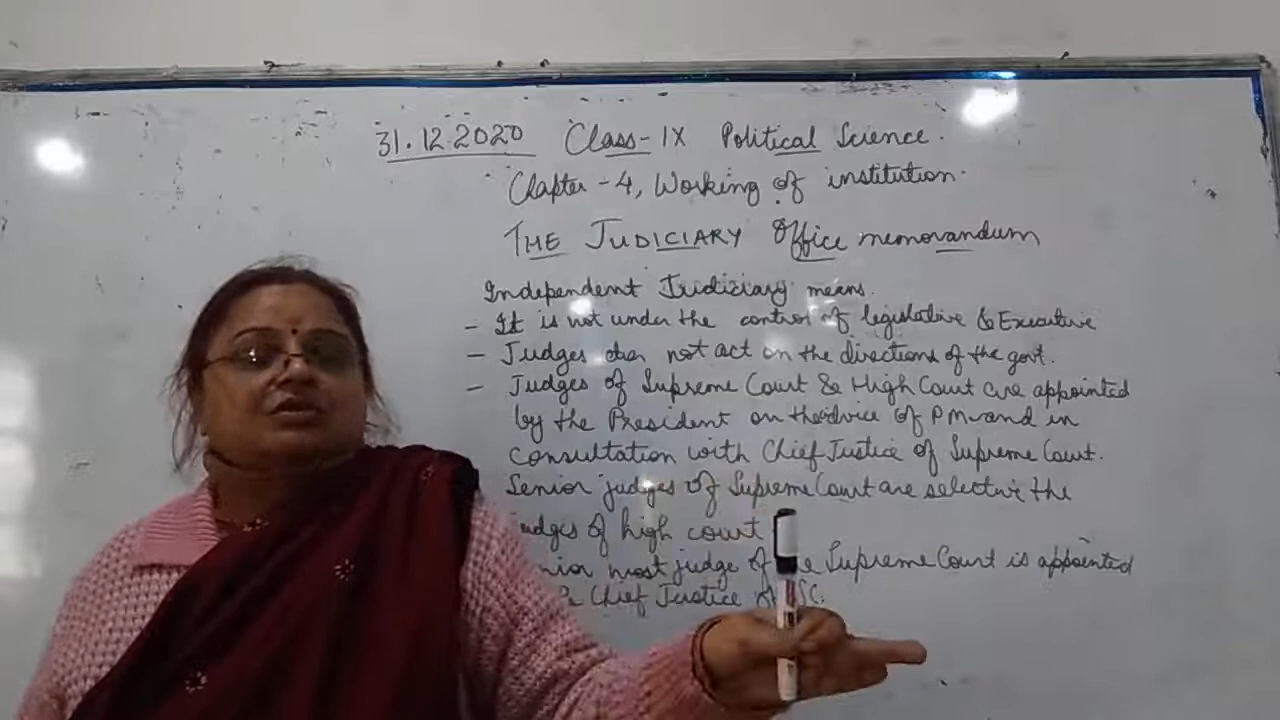 31.12.2020 Class-IX Political Science.
Chapter-4, Working of institution.
THE JUDICIARY Office memorandum
Independent Judiciary means.
- It is not under the control of legislative & Executive
- Judges do not act on the directions of the govt.
- Judges of Supreme Court & High Court are appointed
by the President on the advice of PM and in
consultation with Chief Justice of Supreme Court.
Senior judges of Supreme Court are selective the
judges of high court
most judge of Supreme Court is appointed
Chief Justice of SC.